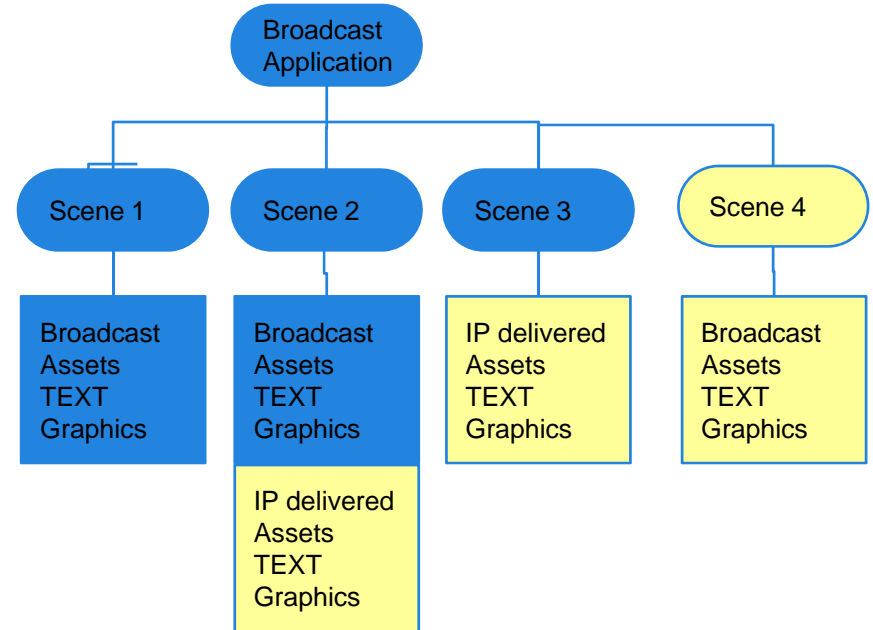 Broadcast
Application
Scene 1
Scene 2
Scene 3
Scene 4
Broadcast
Assets
TEXT
Graphics
Broadcast
Assets
TEXT
Graphics
IP delivered
Assets
TEXT
Graphics
IP delivered
Assets
TEXT
Graphics
Broadcast
Assets
TEXT
Graphics